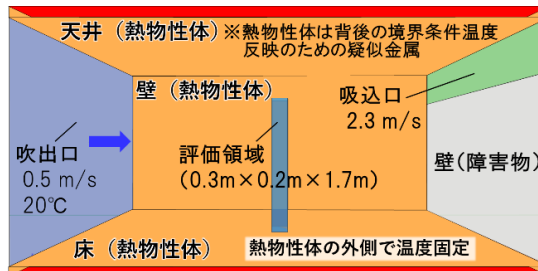 天井（熱物性体）
※熱物性体は背後の境界条件温度
反映のための疑似金属
壁（熱物性体）
吸込口
2.3 m/s
吹出口
0.5 m/s
20℃
評価領域
（0.3m×0.2m×1.7m）
壁（障害物）
床（熱物性体）
熱物性体の外側で温度固定